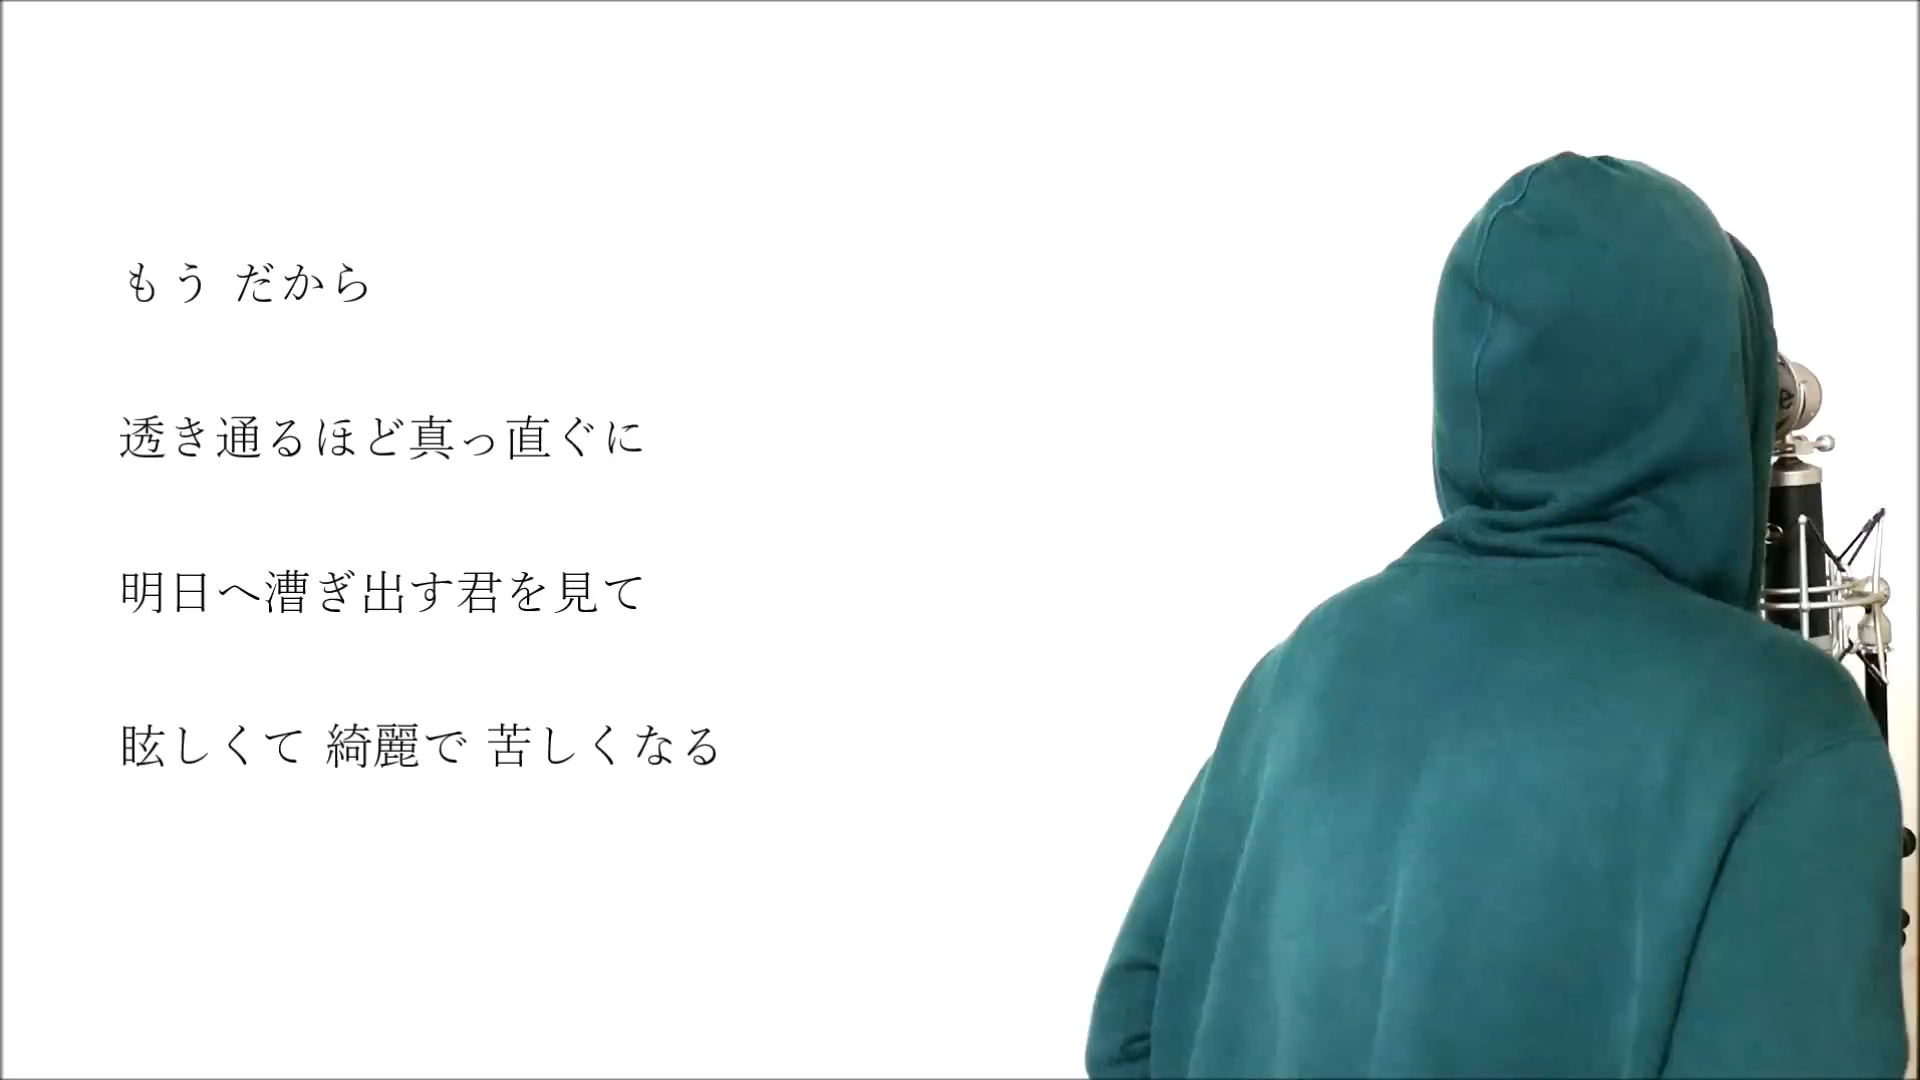 もう だから
透き通るほど真っ直ぐに
明日へ漕ぎ出す君を見て
眩しくて 綺麗で 苦しくなる